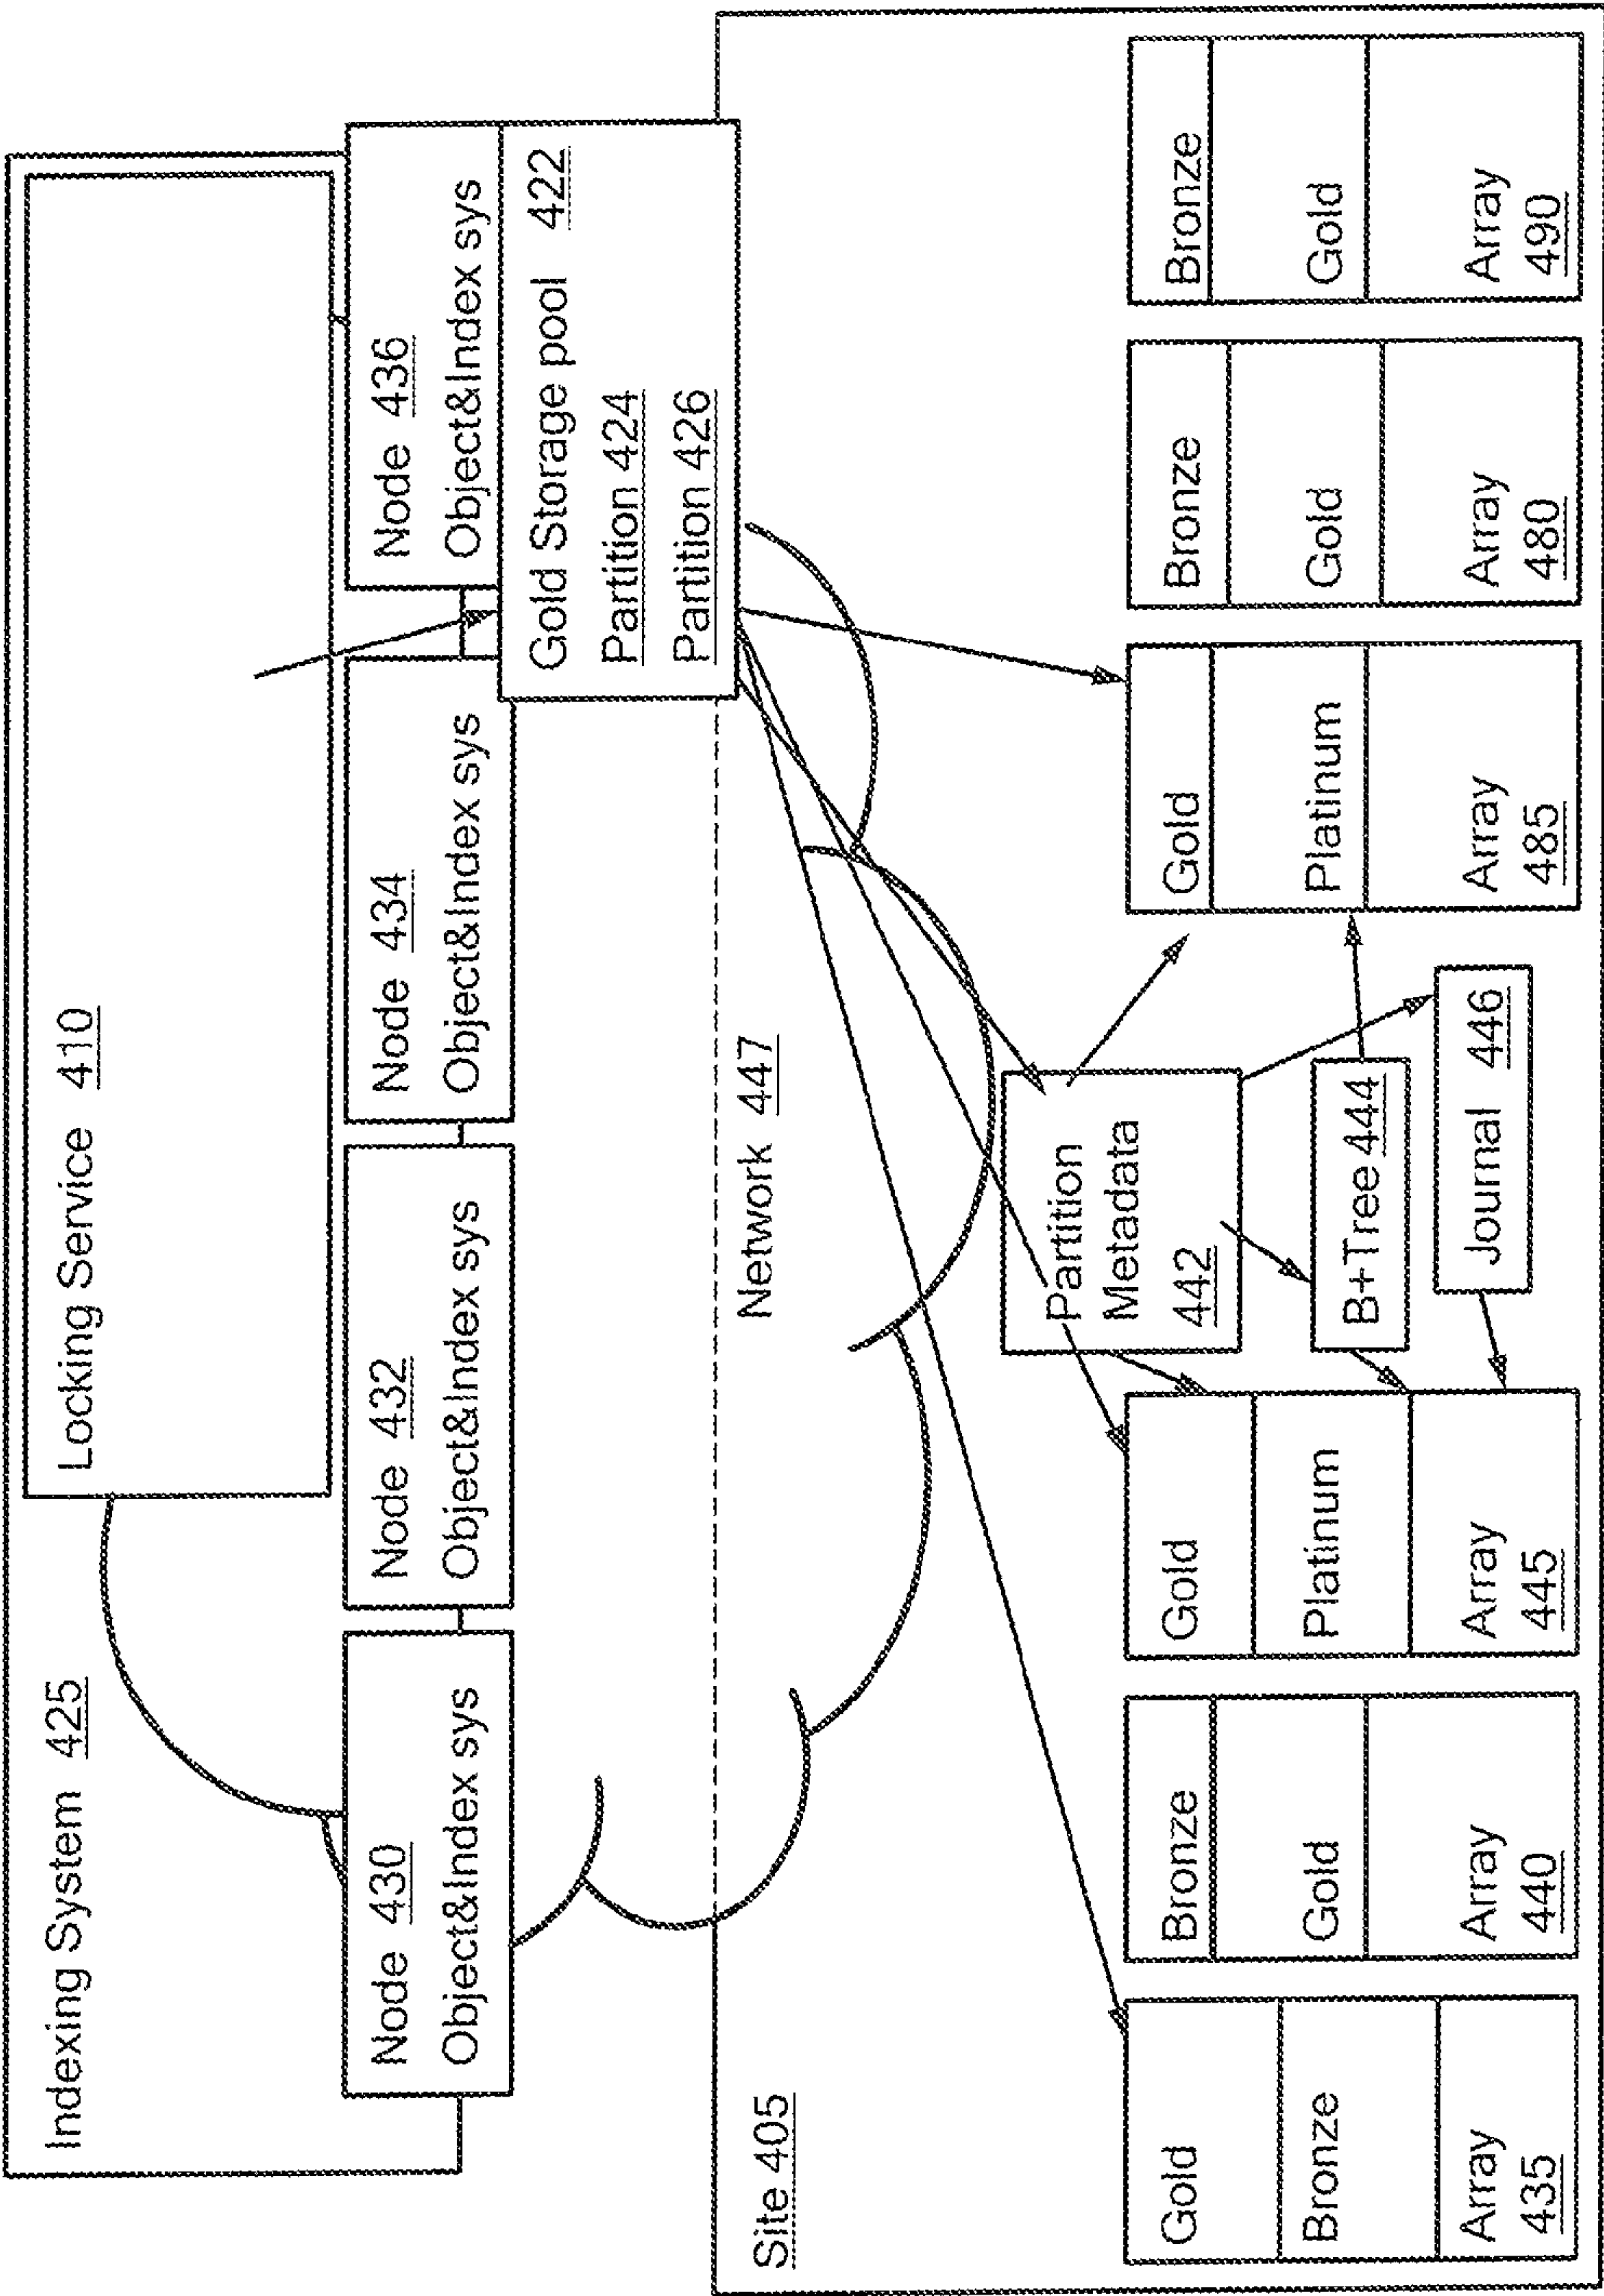 Indexing System 425
Locking Service 410
Node 430
Object&Index sys
Node 432
Object&Index sys
Node 434
Object&Index sys
Node 436
Object&Index sys
Gold Storage pool 422
Partition 424
Partition 426
Site 405
Network 447
Partition
Metadata
442
B+Tree 444
Journal 446
Gold
Bronze
Array
435
Bronze
Gold
Array
440
Gold
Platinum
Array
445
Gold
Platinum
Array
485
Bronze
Gold
Array
480
Bronze
Gold
Array
490